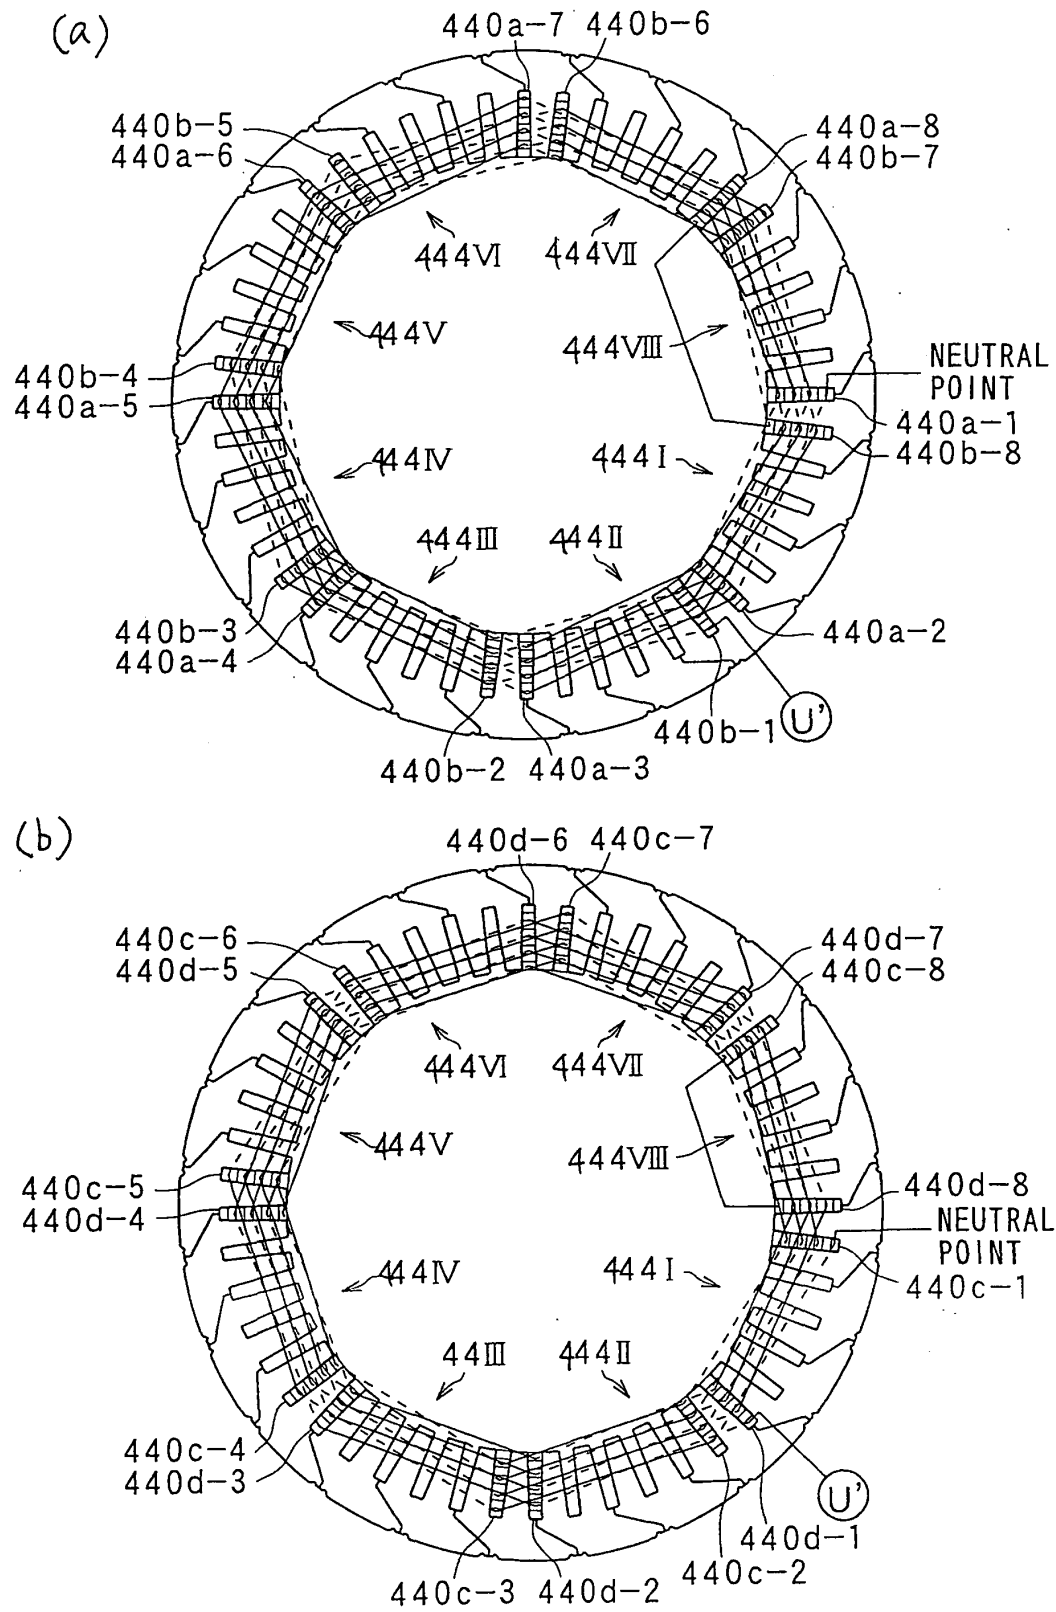 (a)
440a-7 440b-6
440b-5
440a-6
440a-8
440b-7
444Ⅵ 444Ⅶ
444Ⅴ
444Ⅷ
NEUTRAL
POINT
440b-4
440a-5
440a-1
440b-8
444Ⅳ 444Ⅰ
444Ⅲ 444Ⅱ
440b-3
440a-4
440a-2
440b-1 U'
440b-2 440a-3
(b)
440d-6 440c-7
440c-6
440d-5
440d-7
440c-8
444Ⅵ 444Ⅶ
444Ⅴ
444Ⅷ
440c-5
440d-4
440d-8
NEUTRAL
POINT
440c-1
444Ⅳ 444Ⅰ
44Ⅲ 444Ⅱ
440c-4
440d-3
U'
440d-1
440c-2
440c-3 440d-2